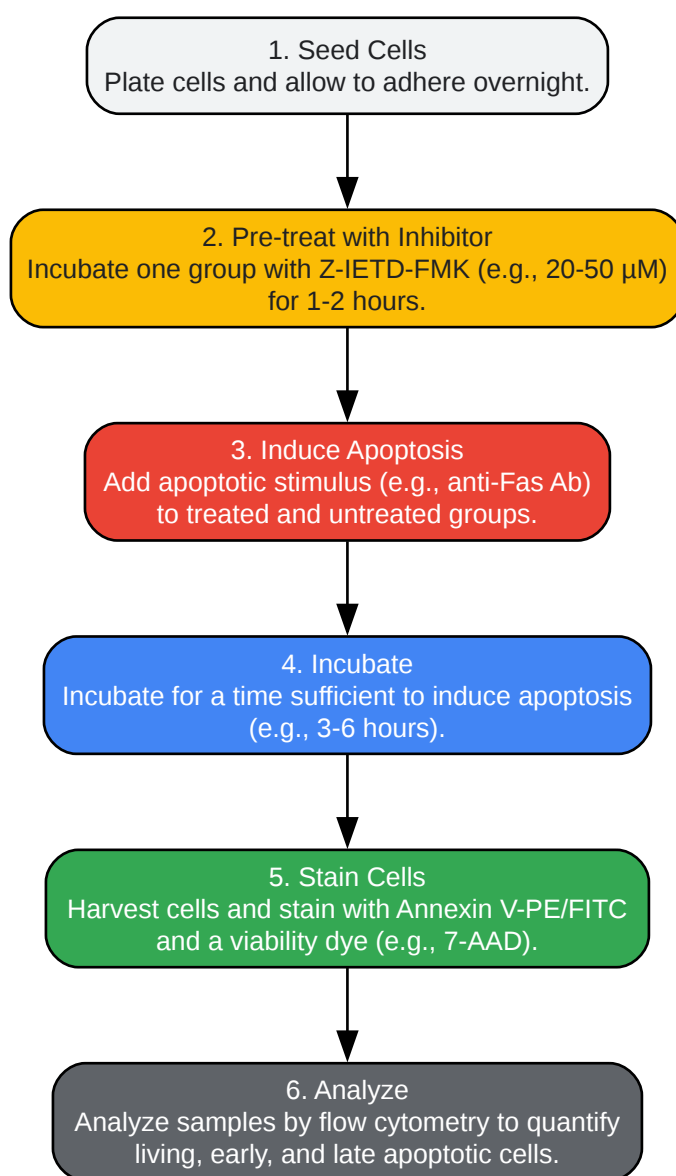 1. Seed Cells
Plate cells and allow to adhere overnight.
2. Pre-treat with Inhibitor
Incubate one group with Z-IETD-FMK (e.g., 20-50 µM)
for 1-2 hours.
3. Induce Apoptosis
Add apoptotic stimulus (e.g., anti-Fas Ab)
to treated and untreated groups.
4. Incubate
Incubate for a time sufficient to induce apoptosis
(e.g., 3-6 hours).
5. Stain Cells
Harvest cells and stain with Annexin V-PE/FITC
and a viability dye (e.g., 7-AAD).
6. Analyze
Analyze samples by flow cytometry to quantify
living, early, and late apoptotic cells.